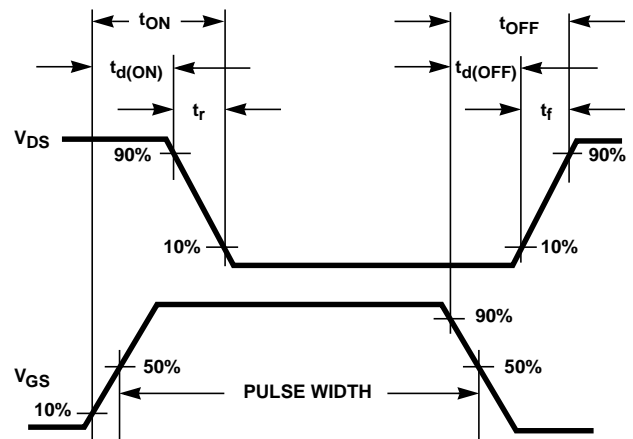 tON tOFF
td(ON) td(OFF)
tr tf
VDS
90% 90%
10% 10%
90%
VGS 50% 50%
PULSE WIDTH
10%